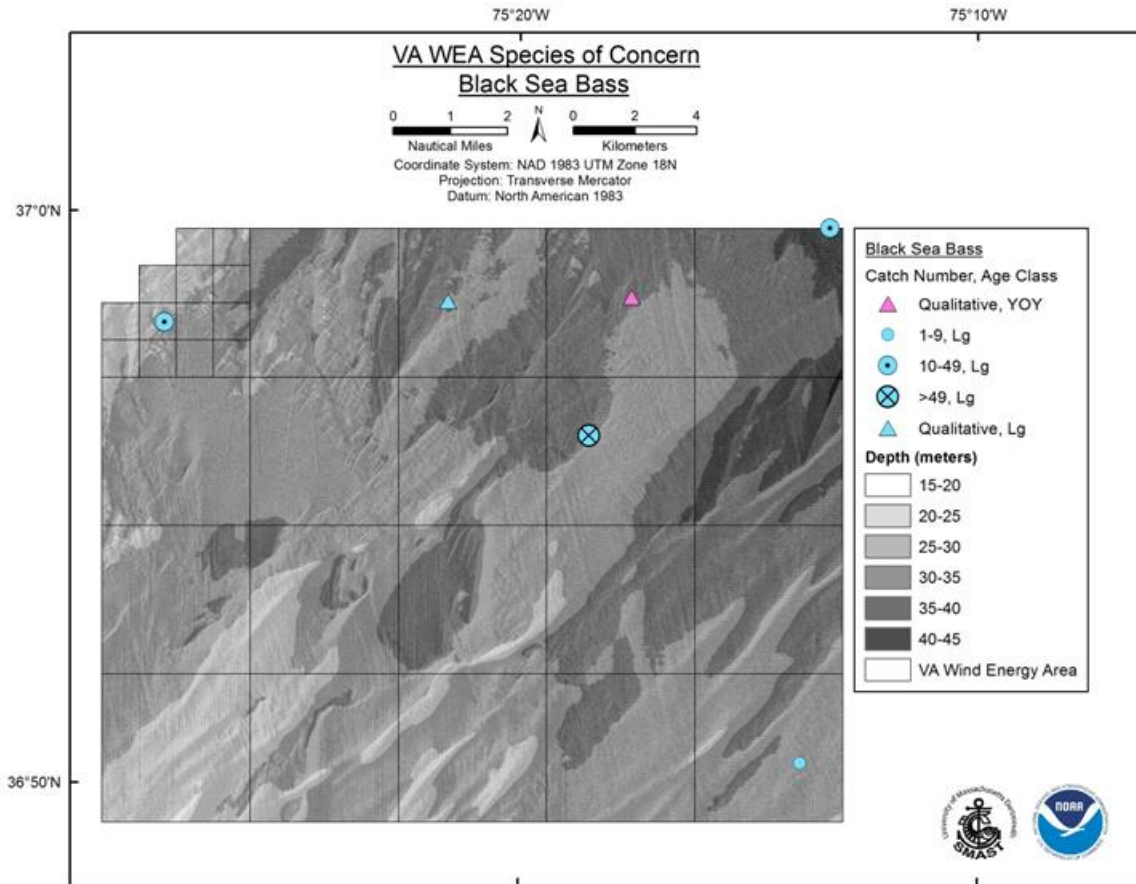 75°20'W
75°10'W
VA WEA Species of Concern
Black Sea Bass
0 1 2
N
0 2 4
Nautical Miles
Kilometers
Coordinate System: NAD 1983 UTM Zone 18N
Projection: Transverse Mercator
Datum: North American 1983
37°0'N
36°50'N
Black Sea Bass
Catch Number, Age Class
Qualitative, YOY
1-9, Lg
10-49, Lg
>49, Lg
Qualitative, Lg
Depth (meters)
15-20
20-25
25-30
30-35
35-40
40-45
VA Wind Energy Area
University of Massachusetts Dartmouth
SMAST
NOAA